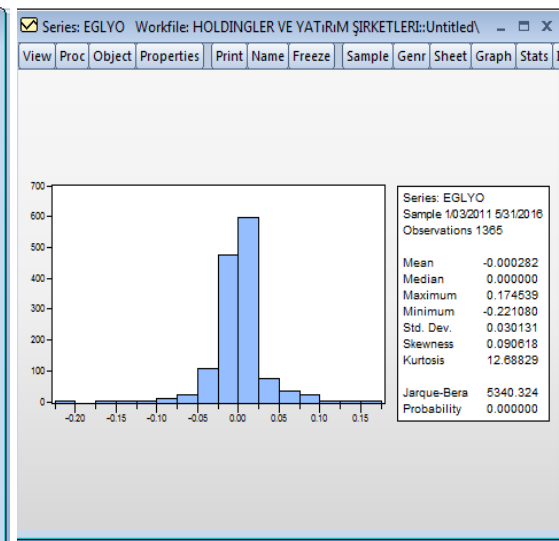 Series: EGLYO Workfile: HOLDINGLER VE YATıRıM ŞIRKETLERI::Untitled\
View Proc Object Properties Print Name Freeze Sample Genr Sheet Graph Stats
700
600
500
400
300
200
100
0
-0.20 -0.15 -0.10 -0.05 0.00 0.05 0.10 0.15
Series: EGLYO
Sample 1/03/2011 5/31/2016
Observations 1365
Mean -0.000282
Median 0.000000
Maximum 0.174539
Minimum -0.221080
Std. Dev. 0.030131
Skewness 0.090618
Kurtosis 12.68829
Jarque-Bera 5340.324
Probability 0.000000